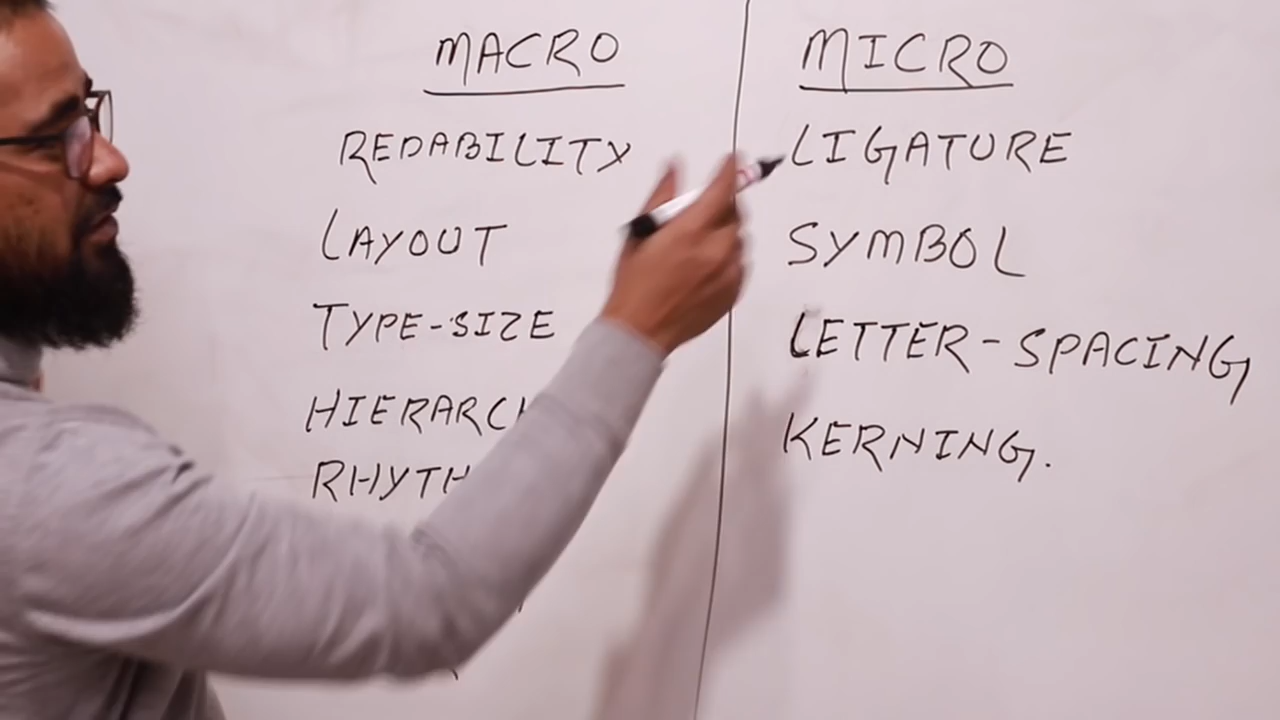 MACRO
REDABILITY
LAYOUT
TYPE-SIZE
MICRO
LIGATURE
SYMBOL
LETTER-SPACING
KERNING.